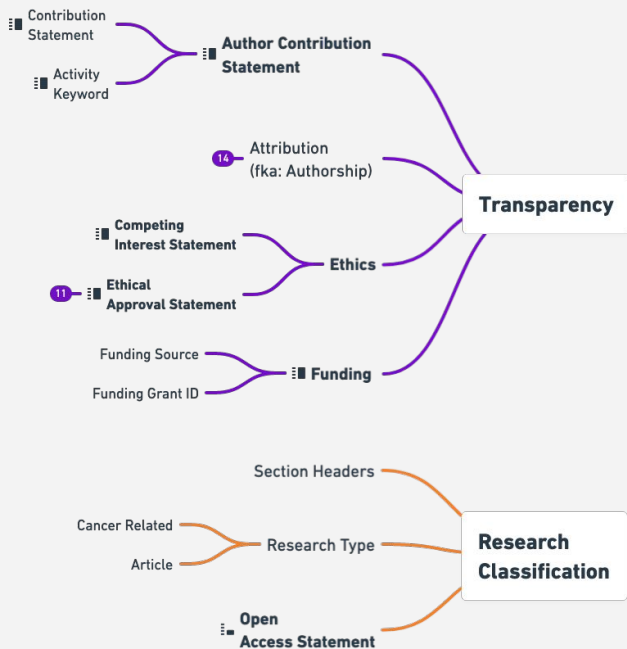 Contribution
Statement
Activity
Keyword
Author Contribution
Statement
14
Attribution
(fka: Authorship)
Transparency
Competing
Interest Statement
Ethics
11
Ethical
Approval Statement
Funding Source
Funding
Funding Grant ID
Section Headers
Cancer Related
Research Type
Article
Research
Classification
Open
Access Statement